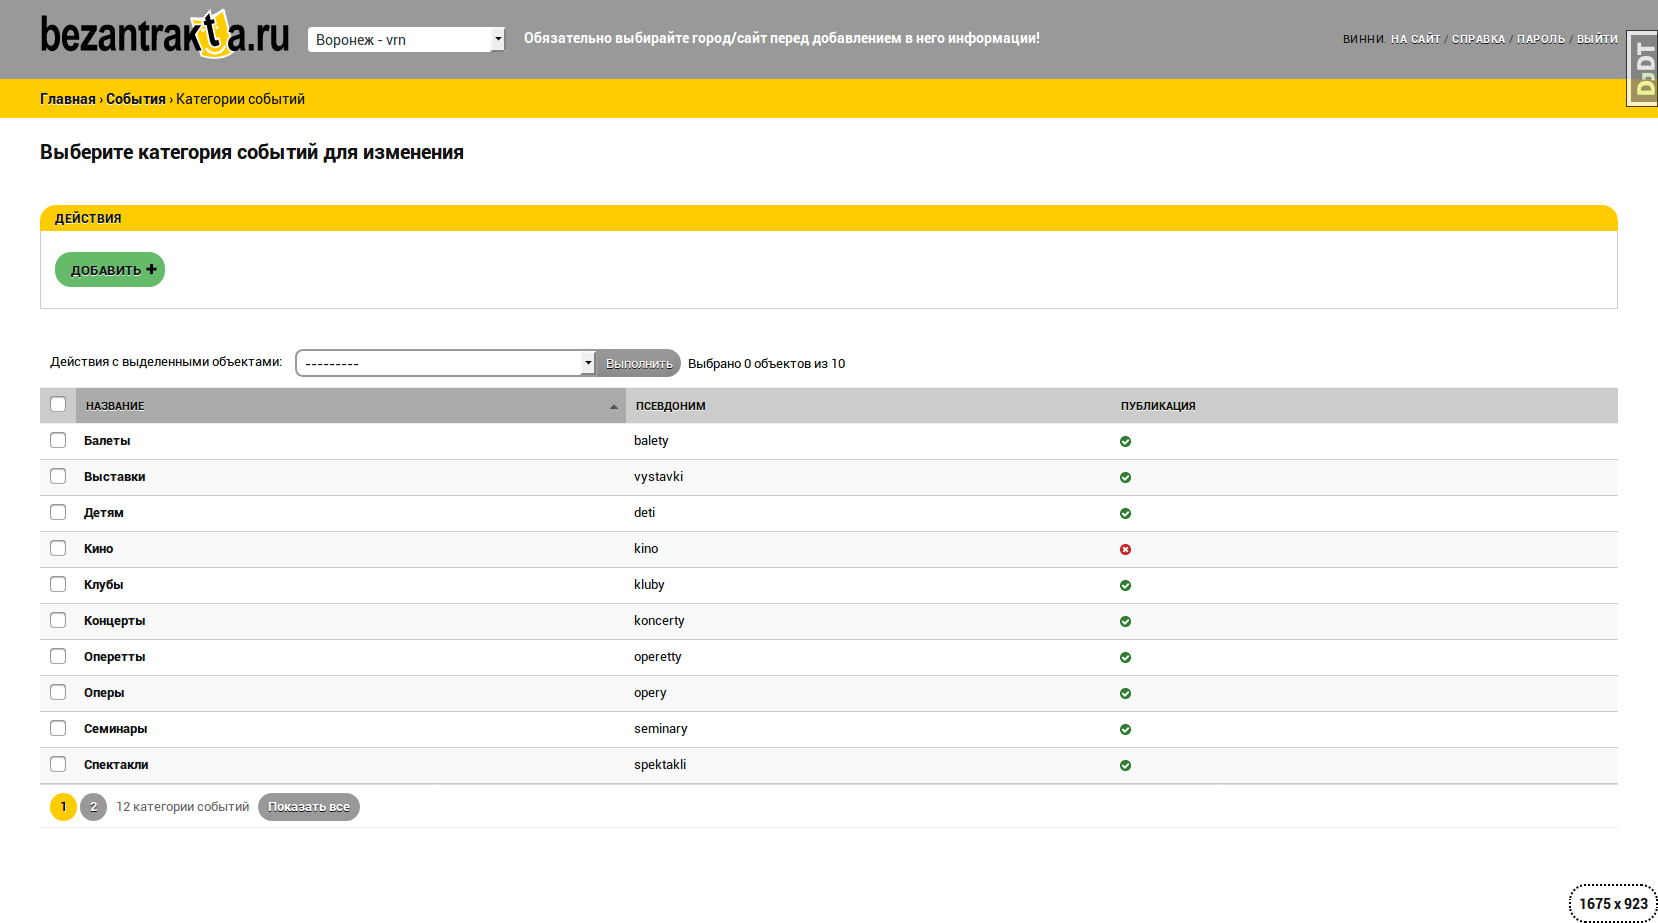 bezantrakta.ru
Воронеж - vrn
Обязательно выбирайте город/сайт перед добавлением в него информации!
ВИННИ. НА САЙТ / СПРАВКА / ПАРОЛЬ / ВЫЙТИ
DJDT
Главная › События › Категории событий
Выберите категория событий для изменения
ДЕЙСТВИЯ
ДОБАВИТЬ
Действия с выделенными объектами: --------- Выполнить Выбрано 0 объектов из 10
НАЗВАНИЕ ПСЕВДОНИМ ПУБЛИКАЦИЯ
Балеты balety
Выставки vystavki
Детям deti
Кино kino
Клубы kluby
Концерты koncerty
Оперетты operetty
Оперы opery
Семинары seminary
Спектакли spektakli
1 2 12 категории событий Показать все
1675 x 923